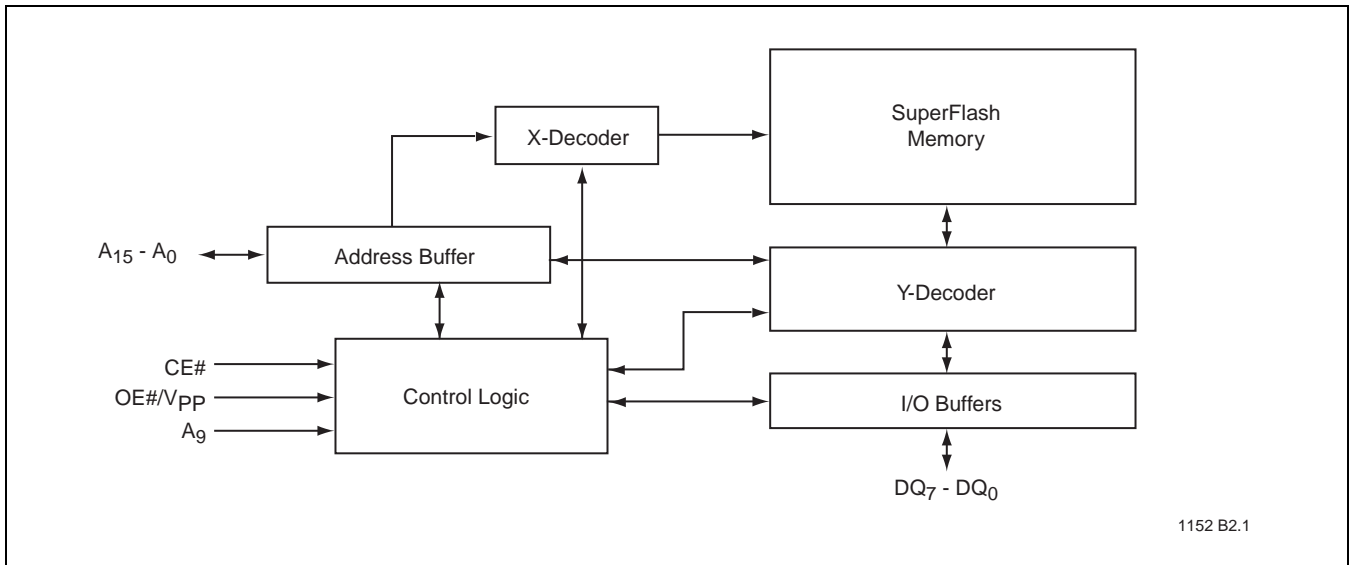 SuperFlash
Memory
X-Decoder
A15 - A0
Address Buffer
Y-Decoder
CE#
OE#/VPP
A9
Control Logic
I/O Buffers
DQ7 - DQ0
1152 B2.1